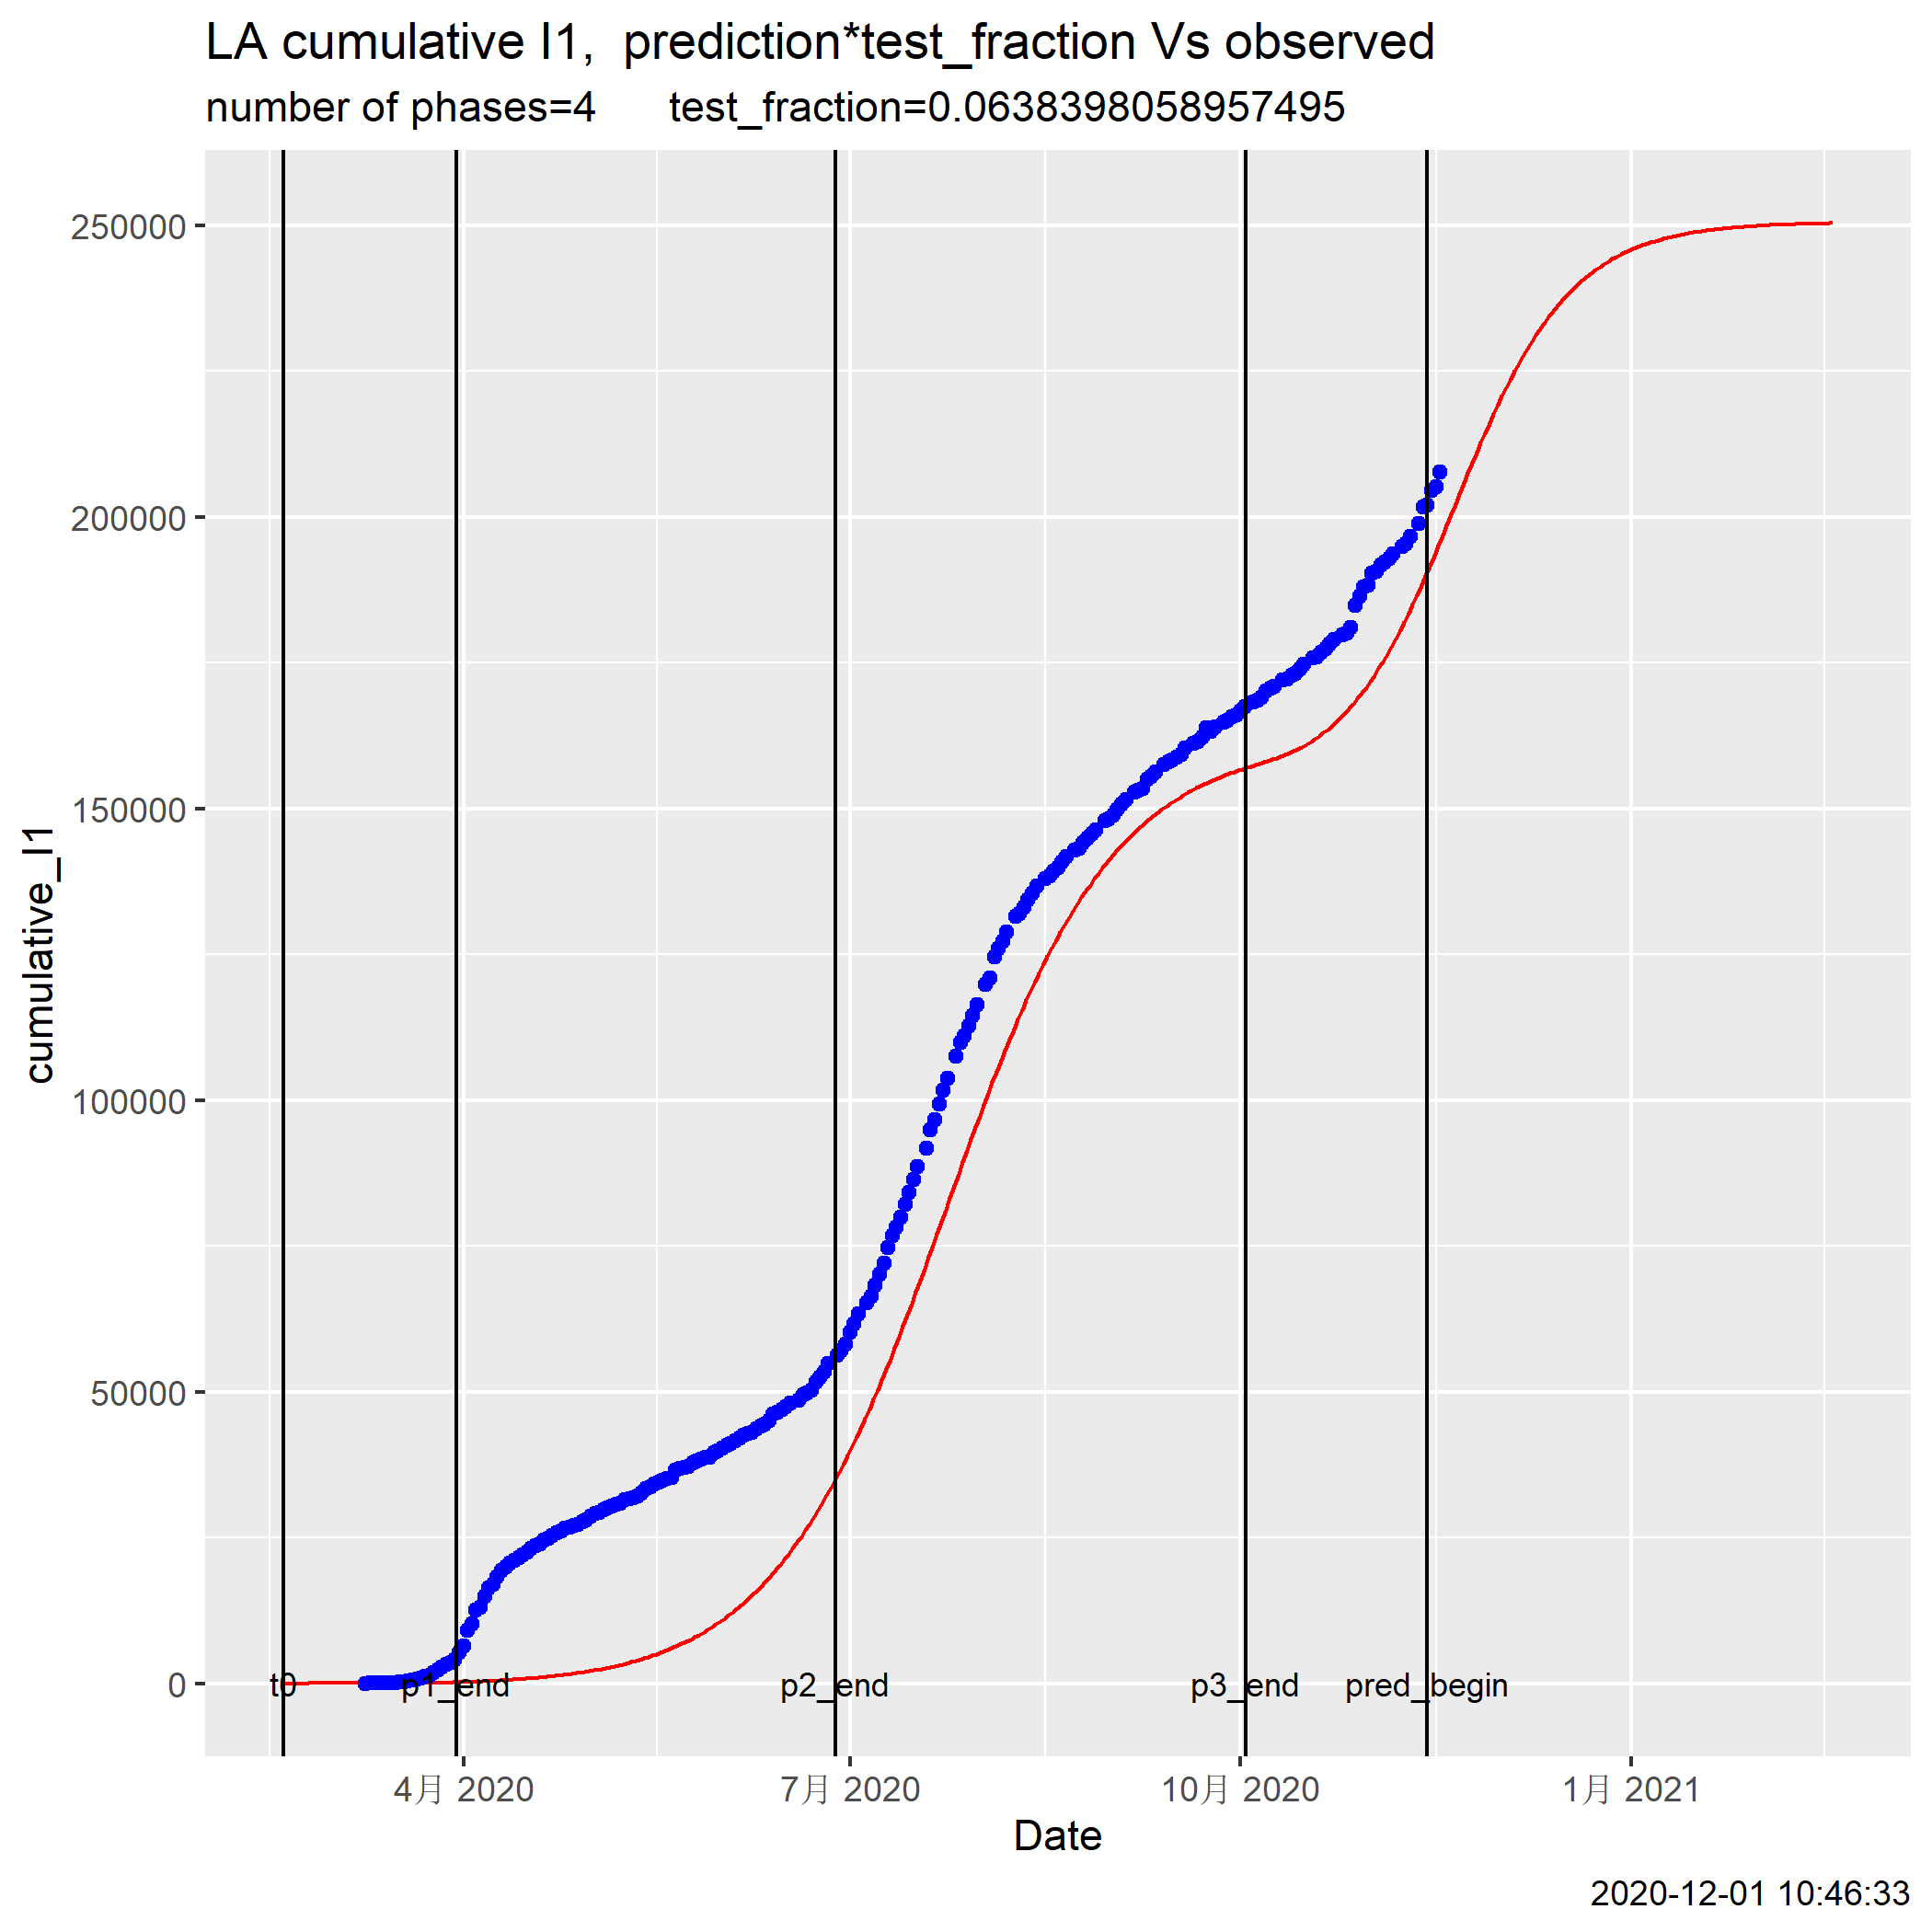 LA cumulative I1,  prediction*test_fraction Vs observed
number of phases=4      test_fraction=0.0638398058957495
250000
200000
150000
100000
50000
0
cumulative_I1
t0
p1_end
p2_end
p3_end
pred_begin
4月 2020
7月 2020
10月 2020
1月 2021
Date
2020-12-01 10:46:33